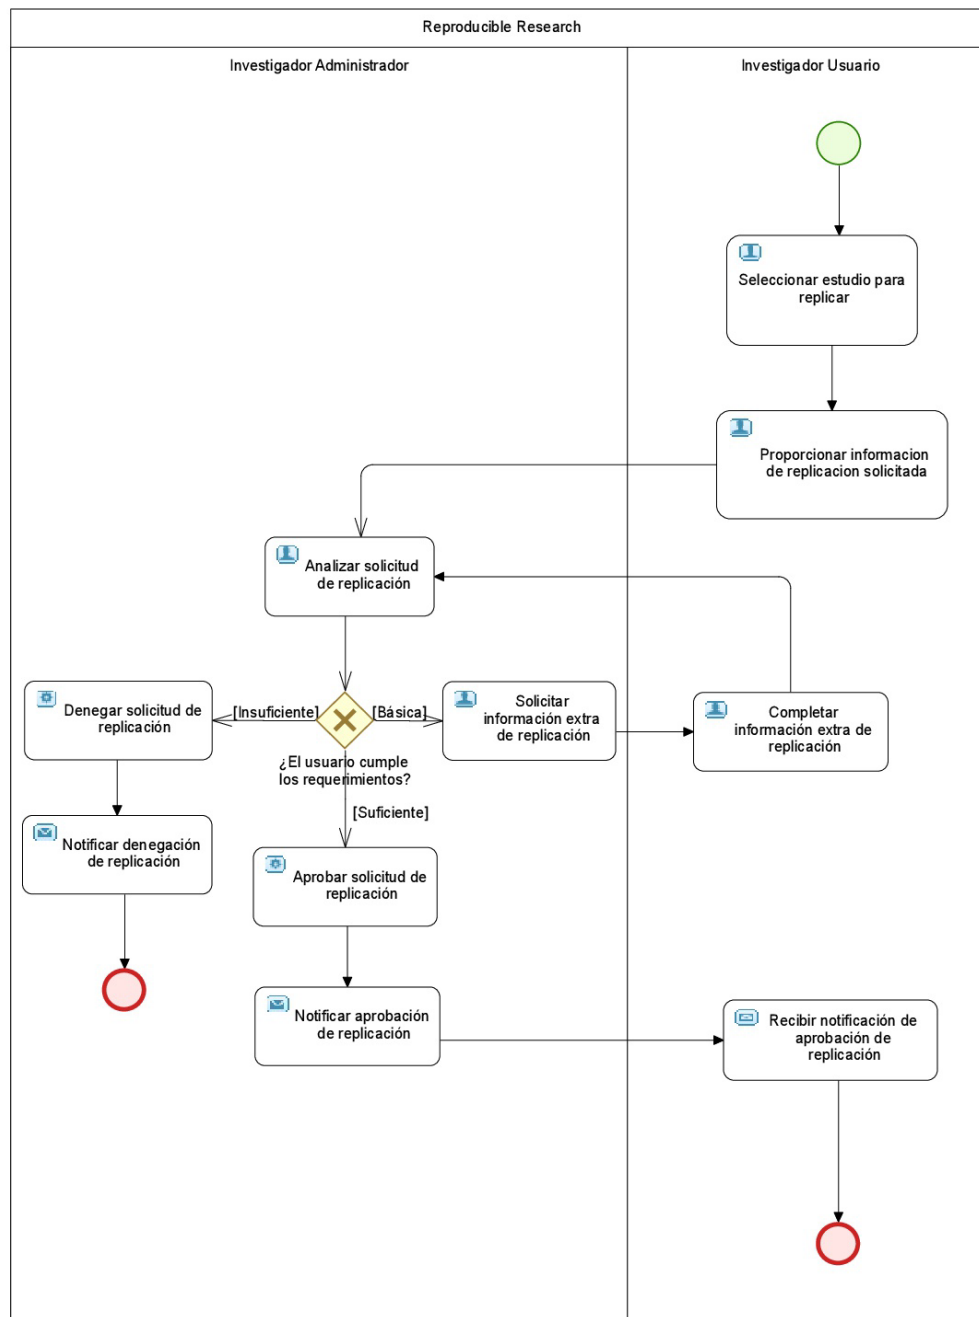 Reproducible Research
Investigador Administrador
Investigador Usuario
Seleccionar estudio para
replicar
Proporcionar informacion
de replicacion solicitada
Analizar solicitud
de replicación
Denegar solicitud de
replicación
[Insuficiente]
[Básica]
Solicitar
información extra
de replicación
Completar
información extra de
replicación
¿El usuario cumple
los requerimientos?
[Suficiente]
Notificar denegación
de replicación
Aprobar solicitud de
replicación
Notificar aprobación
de replicación
Recibir notificación de
aprobación de
replicación